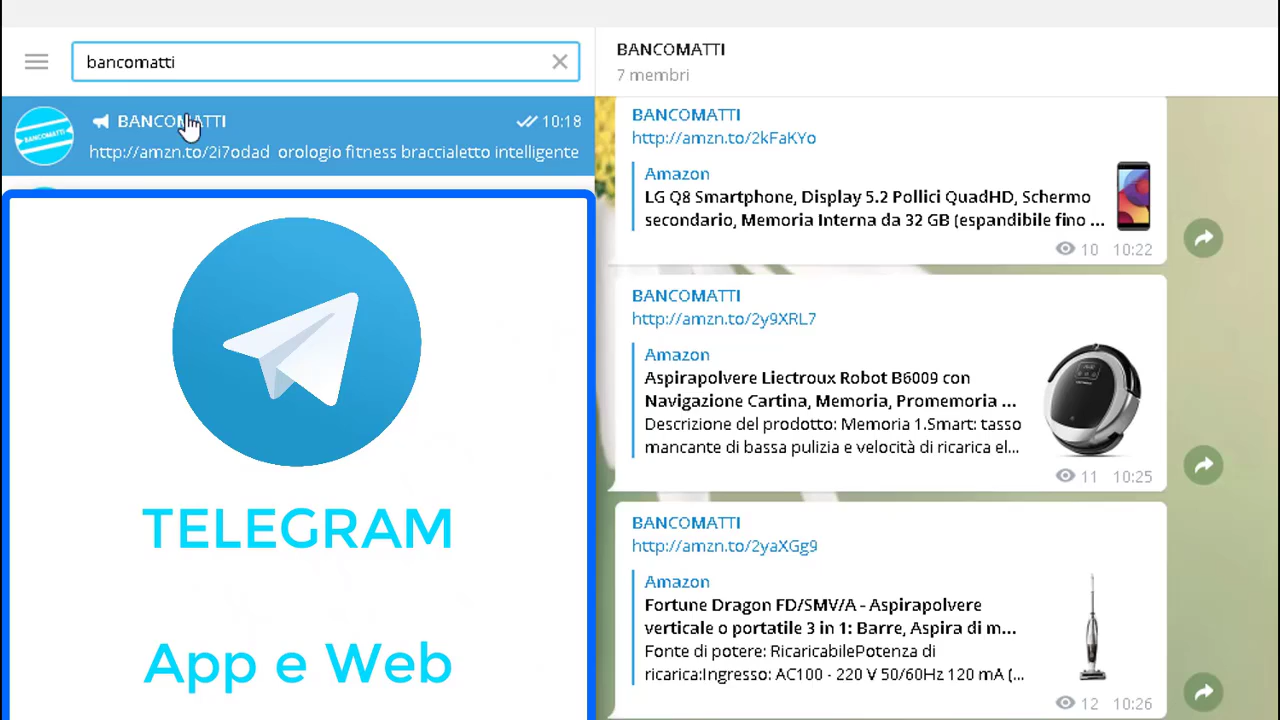 bancomatti
BANCOMATTI
10:18
http://amzn.to/2i7odad orologio fitness braccialetto intelligente
BANCOMATTI
TELEGRAM
App e Web
BANCOMATTI
7 membri
BANCOMATTI
http://amzn.to/2kFaKYo
Amazon
LG Q8 Smartphone, Display 5.2 Pollici QuadHD, Schermo
secondario, Memoria Interna da 32 GB (espandibile fino ...
10 10:22
BANCOMATTI
http://amzn.to/2y9XRL7
Amazon
Aspirapolvere Liectroux Robot B6009 con
Navigazione Cartina, Memoria, Promemoria ...
Descrizione del prodotto: Memoria 1.Smart: tasso
mancante di bassa pulizia e velocità di ricarica el...
11 10:25
BANCOMATTI
http://amzn.to/2yaXGg9
Amazon
Fortune Dragon FD/SMV/A - Aspirapolvere
verticale o portatile 3 in 1: Barre, Aspira di m...
Fonte di potere: RicaricabilePotenza di
ricarica:Ingresso: AC100 - 220 V 50/60Hz 120 mA (...
12 10:26